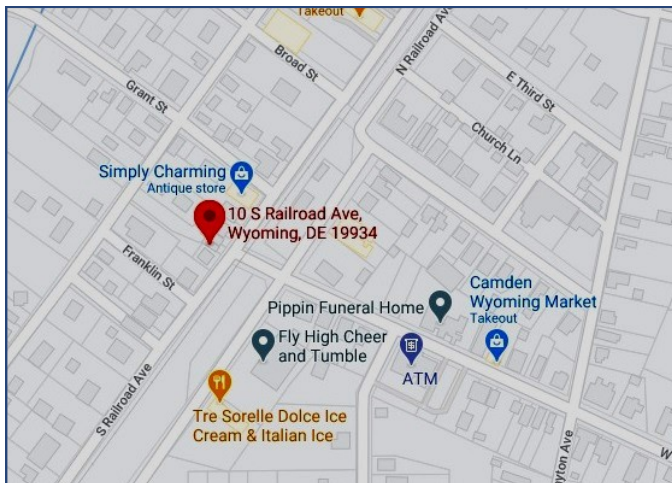 Takeout
Broad St
N Railroad Ave
E Third St
Grant St
Church Ln
Simply Charming
Antique store
10 S Railroad Ave,
Wyoming, DE 19934
Franklin St
Camden
Wyoming Market
Takeout
Pippin Funeral Home
Fly High Cheer
and Tumble
ATM
S Railroad Ave
Tre Sorelle Dolce Ice
Cream & Italian Ice
yton Ave
W